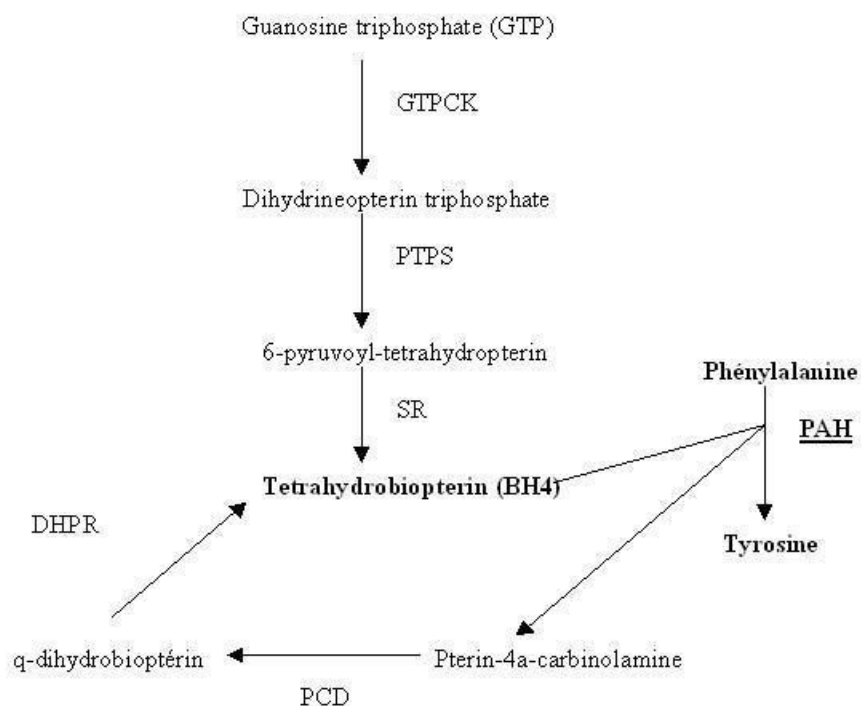 Guanosine triphosphate (GTP)
GTPCK
Dihydrineopterin triphosphate
PTPS
6-pyruvoyl-tetrahydropterin
Phénylalanine
SR
PAH
Tetrahydrobiopterin (BH4)
DHPR
Tyrosine
q-dihydrobioptérin
Pterin-4a-carbinolamine
PCD